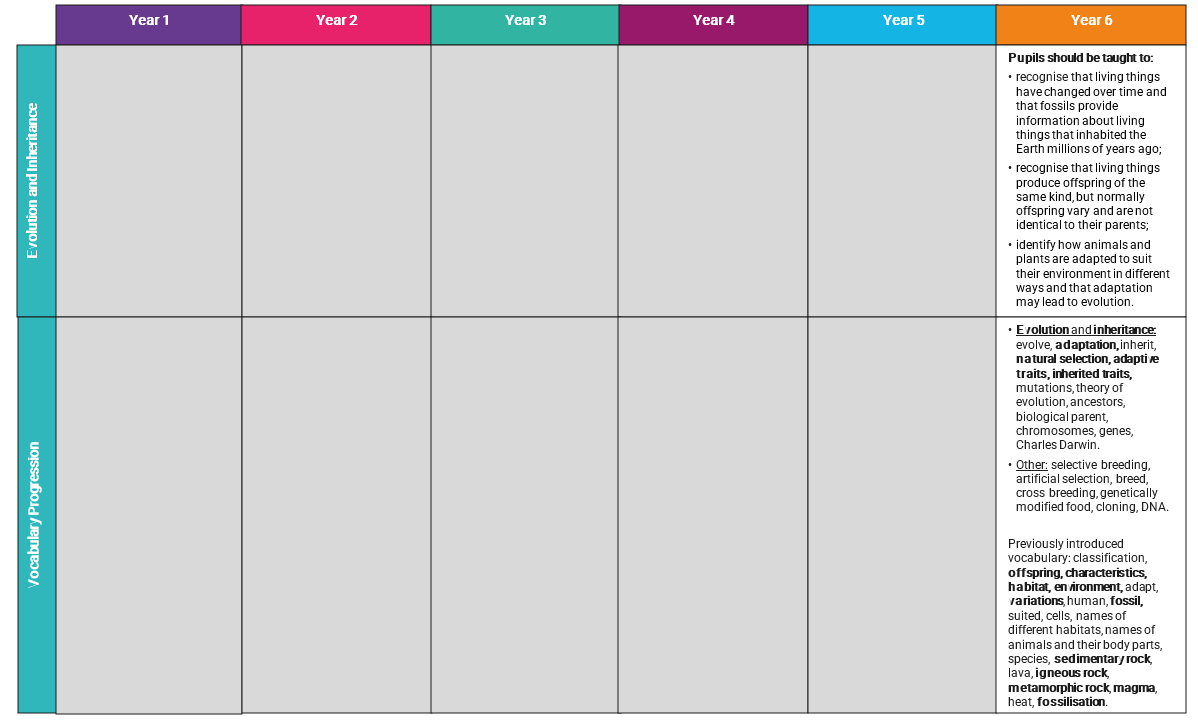 Year 1
Year 2
Year 3
Year 4
Year 5
Year 6
Evolution and Inheritance
Pupils should be taught to:
• recognise that living things
have changed over time and
that fossils provide
information about living
things that inhabited the
Earth millions of years ago;
• recognise that living things
produce offspring of the
same kind, but normally
offspring vary and are not
identical to their parents;
• identify how animals and
plants are adapted to suit
their environment in different
ways and that adaptation
may lead to evolution.
Vocabulary Progression
• Evolution and inheritance:
evolve, adaptation, inherit,
natural selection, adaptive
traits, inherited traits,
mutations, theory of
evolution, ancestors,
biological parent,
chromosomes, genes,
Charles Darwin.
• Other: selective breeding,
artificial selection, breed,
cross breeding, genetically
modified food, cloning, DNA.
Previously introduced
vocabulary: classification,
offspring, characteristics,
habitat, environment, adapt,
variations, human, fossil,
suited, cells, names of
different habitats, names of
animals and their body parts,
species, sedimentary rock,
lava, igneous rock,
metamorphic rock, magma,
heat, fossilisation.